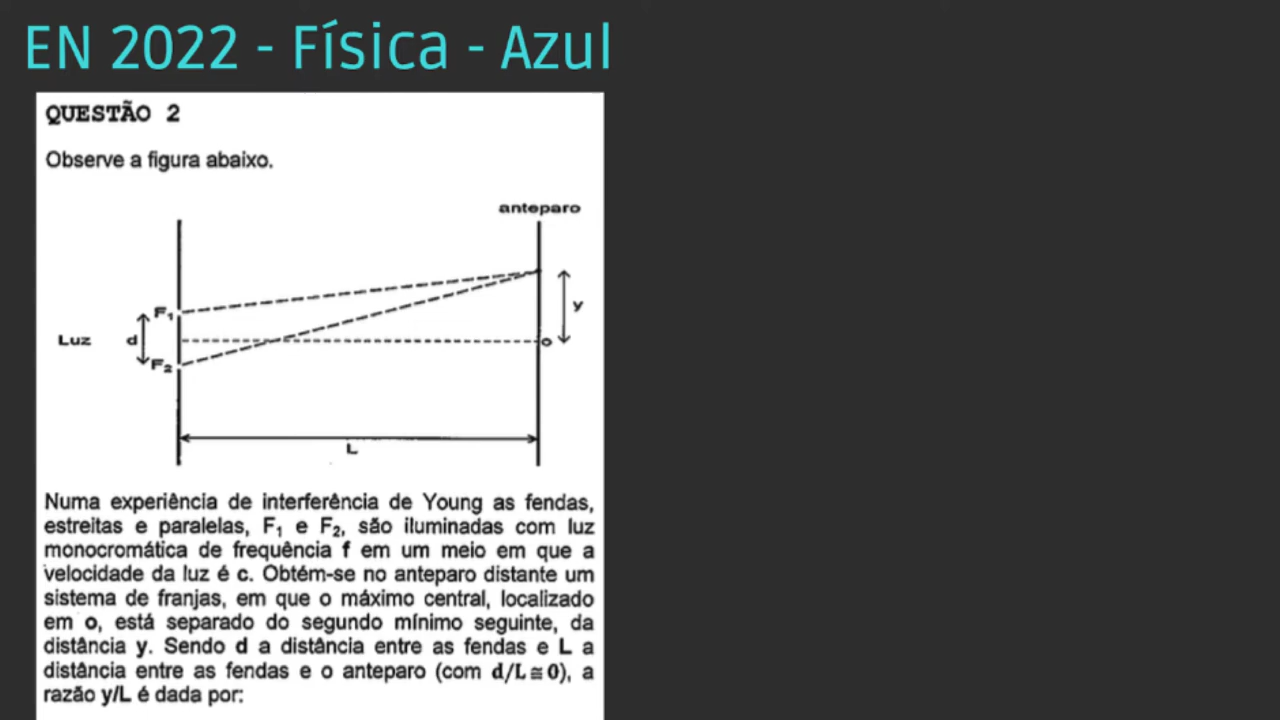 EN 2022 - Física - Azul
QUESTÃO 2
Observe a figura abaixo.
anteparo
F₁
y
Luz
d
o
F₂
L
Numa experiência de interferência de Young as fendas,
estreitas e paralelas, F₁ e F₂, são iluminadas com luz
monocromática de frequência f em um meio em que a
velocidade da luz é c. Obtém-se no anteparo distante um
sistema de franjas, em que o máximo central, localizado
em o, está separado do segundo mínimo seguinte, da
distância y. Sendo d a distância entre as fendas e L a
distância entre as fendas e o anteparo (com d/L≅0), a
razão y/L é dada por: